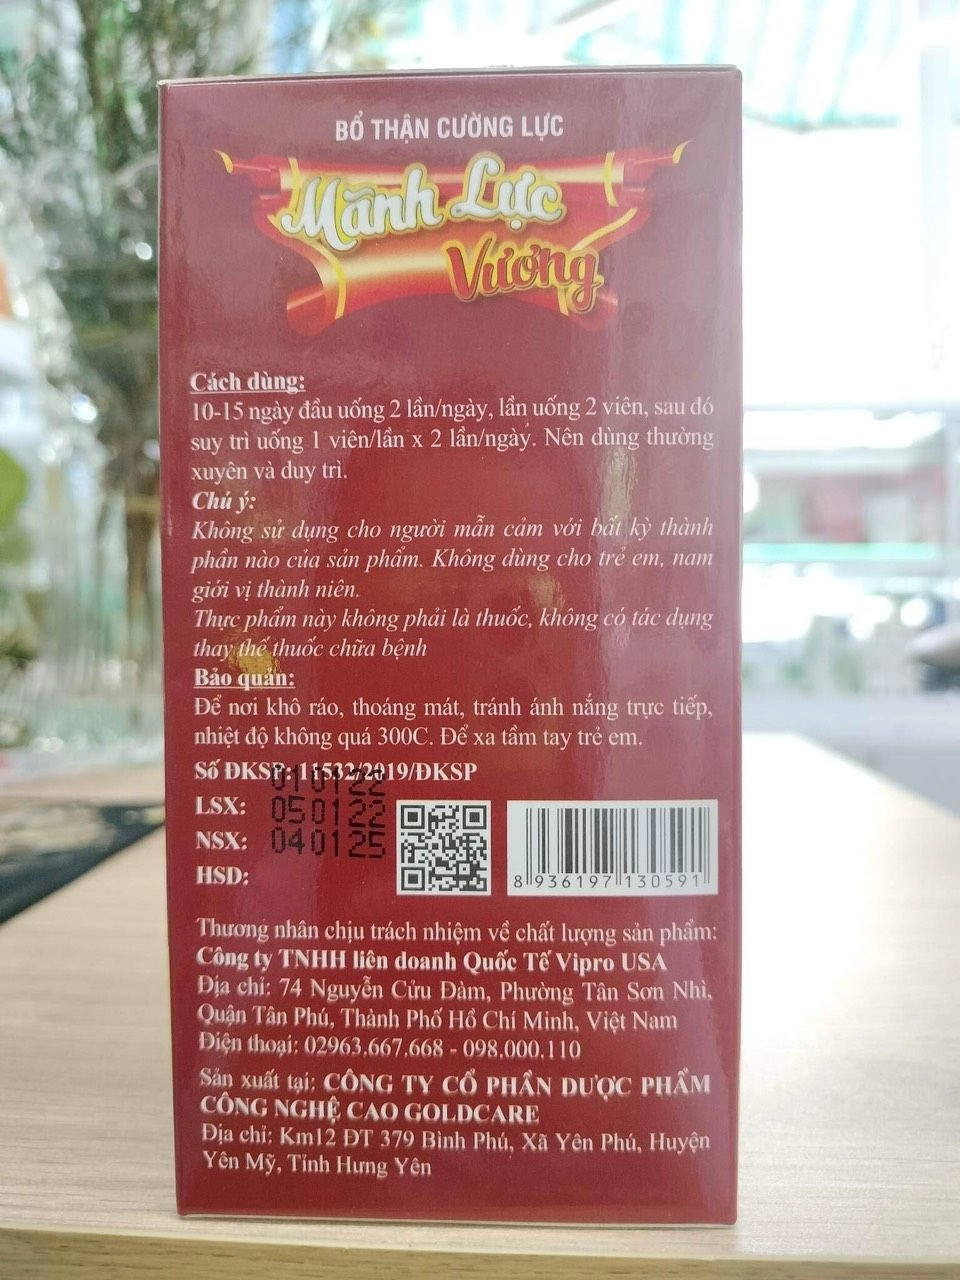 BỔ THẬN CƯỜNG LỰC
Mãnh Lực
Vương
Cách dùng:
10-15 ngày đầu uống 2 lần/ngày, lần uống 2 viên, sau đó
suy trì uống 1 viên/lần x 2 lần/ngày. Nên dùng thường
xuyên và duy trì.
Chú ý:
Không sử dụng cho người mẫn cảm với bất kỳ thành
phần nào của sản phẩm. Không dùng cho trẻ em, nam
giới vị thành niên.
Thực phẩm này không phải là thuốc, không có tác dụng
thay thế thuốc chữa bệnh
Bảo quản:
Để nơi khô ráo, thoáng mát, tránh ánh nắng trực tiếp,
nhiệt độ không quá 300C. Để xa tầm tay trẻ em.
Số ĐKSP: 11532/2019/ĐKSP
010122
LSX: 050122
NSX: 040125
HSD:
8 936197 130591
Thương nhân chịu trách nhiệm về chất lượng sản phẩm:
Công ty TNHH liên doanh Quốc Tế Vipro USA
Địa chỉ: 74 Nguyễn Cửu Đàm, Phường Tân Sơn Nhì,
Quận Tân Phú, Thành Phố Hồ Chí Minh, Việt Nam
Điện thoại: 02963.667.668 - 098.000.110
Sản xuất tại: CÔNG TY CỔ PHẦN DƯỢC PHẨM
CÔNG NGHỆ CAO GOLDCARE
Địa chỉ: Km12 ĐT 379 Bình Phú, Xã Yên Phú, Huyện
Yên Mỹ, Tỉnh Hưng Yên